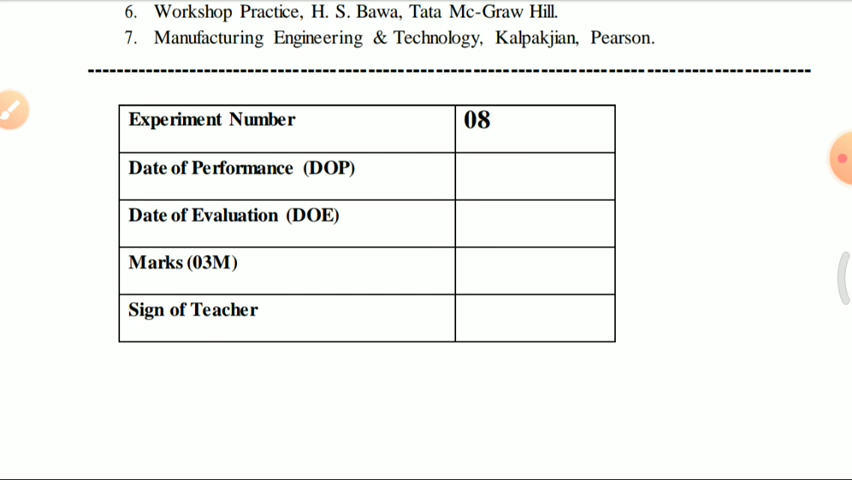 6. Workshop Practice, H. S. Bawa, Tata Mc-Graw Hill.
7. Manufacturing Engineering & Technology, Kalpakjian, Pearson.
Experiment Number 08
Date of Performance (DOP)
Date of Evaluation (DOE)
Marks (03M)
Sign of Teacher